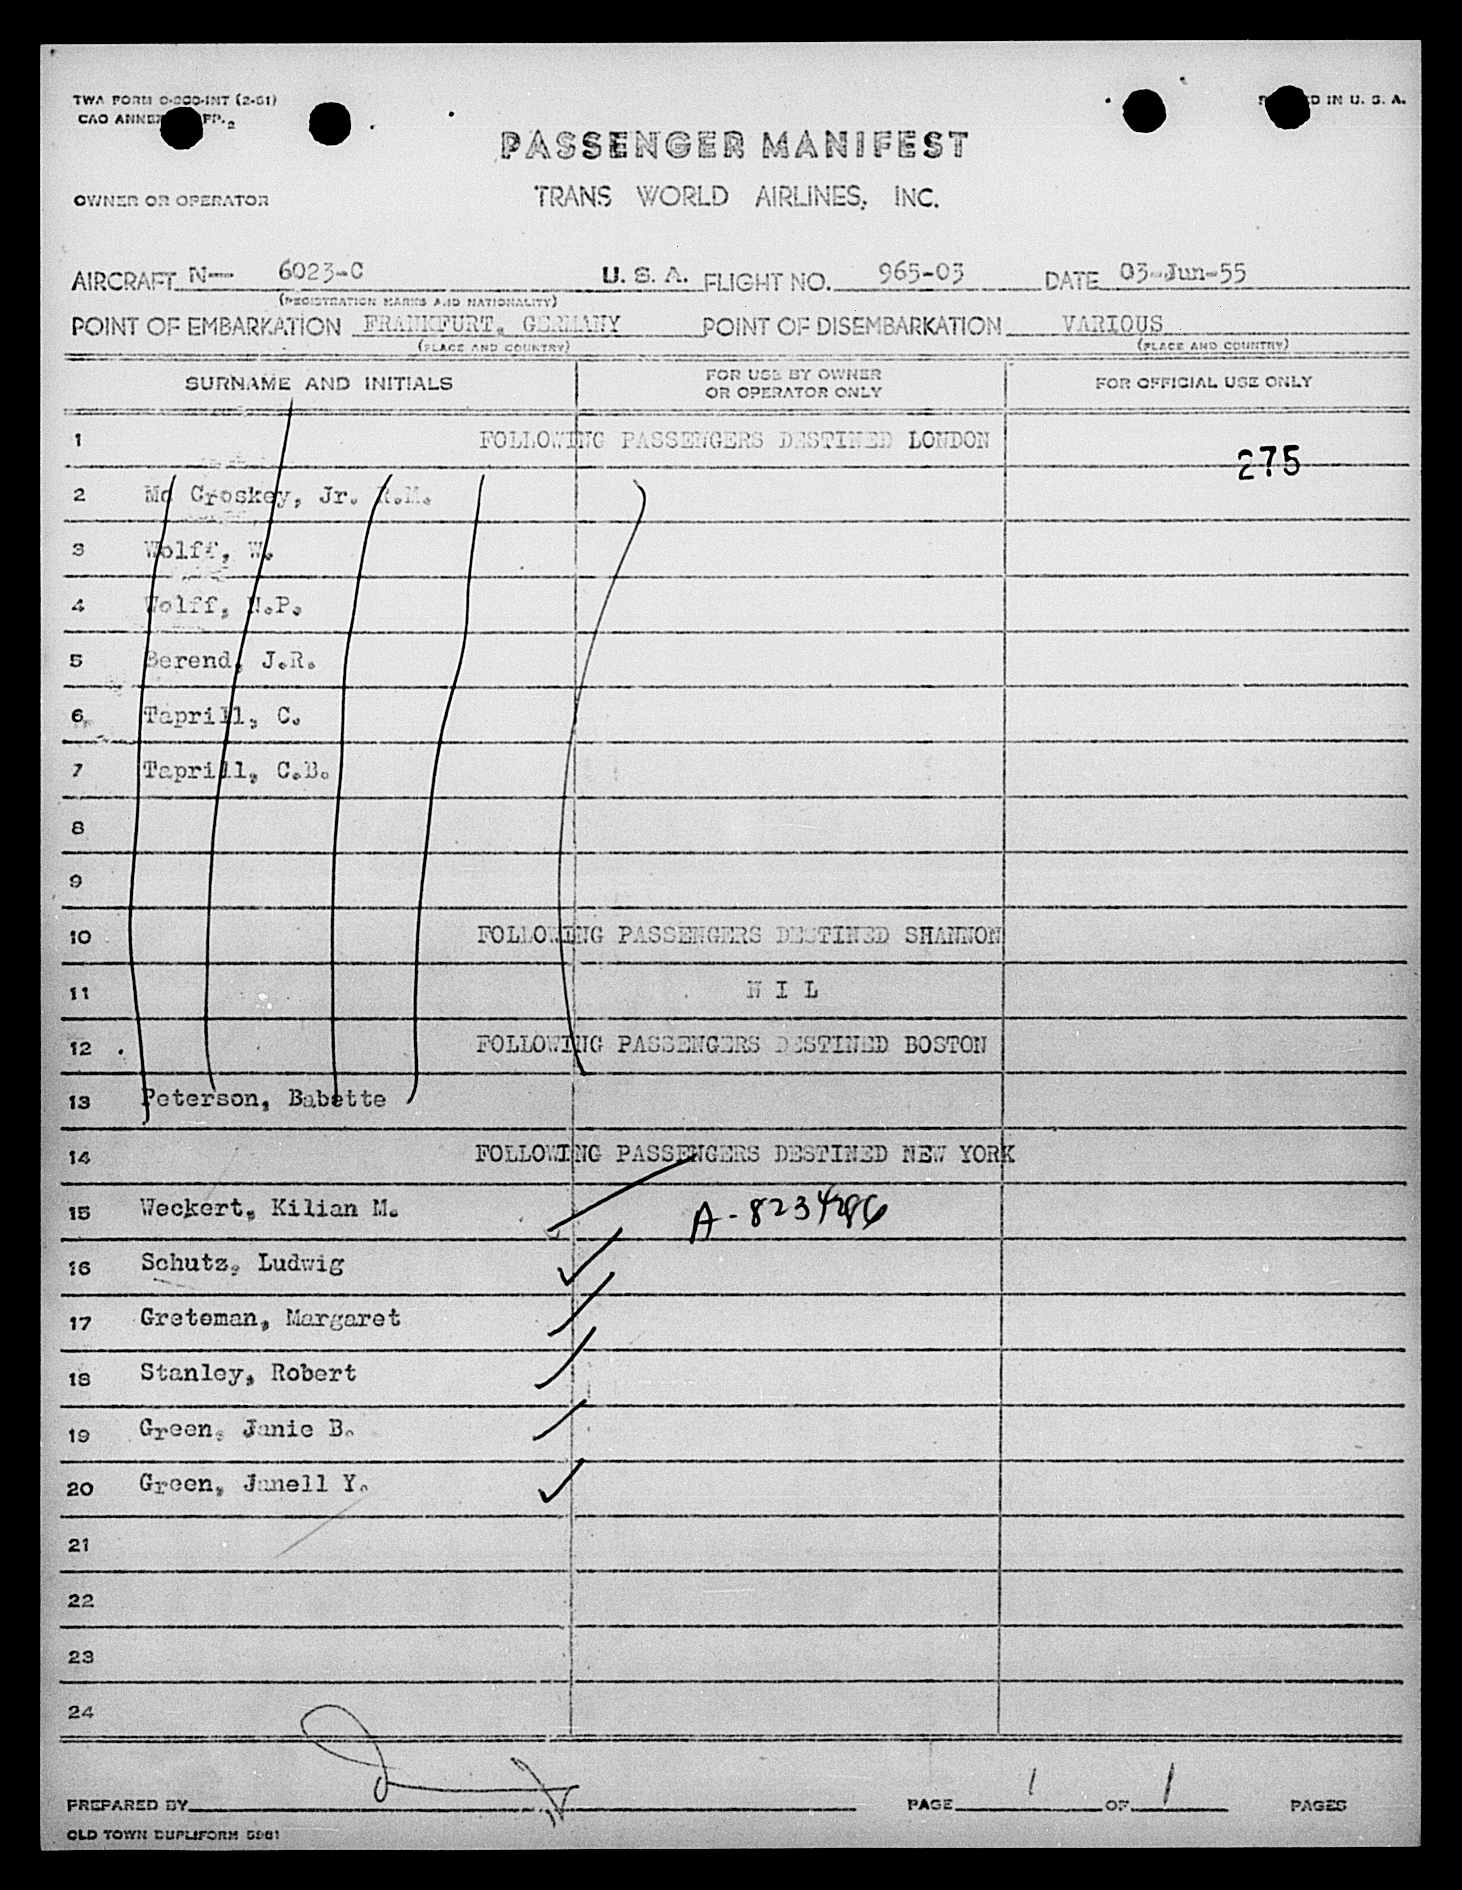 TWA FORM
PRINTED IN U. S. A.
CAO ANNEX
PASSENGER MANIFEST
OWNER OR OPERATOR TRANS WORLD AIRLINES, INC.
AIRCRAFT N— 6023-C U. S. A. FLIGHT NO. 965-03 DATE 03-Jun-55
(REGISTRATION MARKS AND NATIONALITY)
POINT OF EMBARKATION FRANKFURT, GERMANY POINT OF DISEMBARKATION VARIOUS
(PLACE AND COUNTRY) (PLACE AND COUNTRY)
SURNAME AND INITIALS FOR USE BY OWNER OR OPERATOR ONLY FOR OFFICIAL USE ONLY
1 FOLLOWING PASSENGERS DESTINED LONDON
275
2 Mc Croskey, Jr. R.M.
3 Wolff, W.
4 Wolff, N.P.
5 Berend, J.R.
6 Taprill, C.
7 Taprill, C.B.
8
9
10 FOLLOWING PASSENGERS DESTINED SHANNON
11 N I L
12 FOLLOWING PASSENGERS DESTINED BOSTON
13 Peterson, Babette
14 FOLLOWING PASSENGERS DESTINED NEW YORK
15 Weckert, Kilian M. A-8234286
16 Schutz, Ludwig
17 Greteman, Margaret
18 Stanley, Robert
19 Green, Janie B.
20 Green, Janell Y.
21
22
23
24
PREPARED BY PAGE 1 OF 1 PAGES
OLD TOWN DUPLIFORM 5981